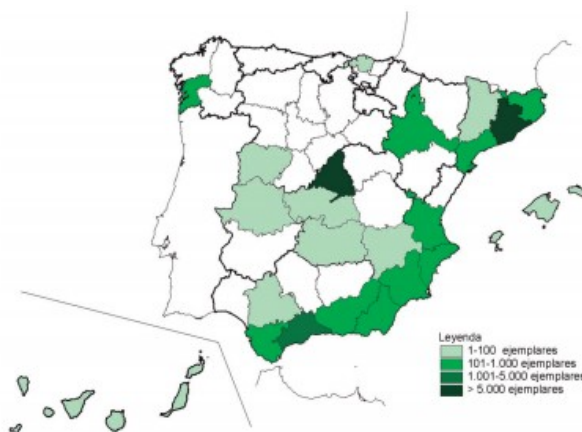 Leyenda
1-100 ejemplares
101-1.000 ejemplares
1.001-5.000 ejemplares
> 5.000 ejemplares